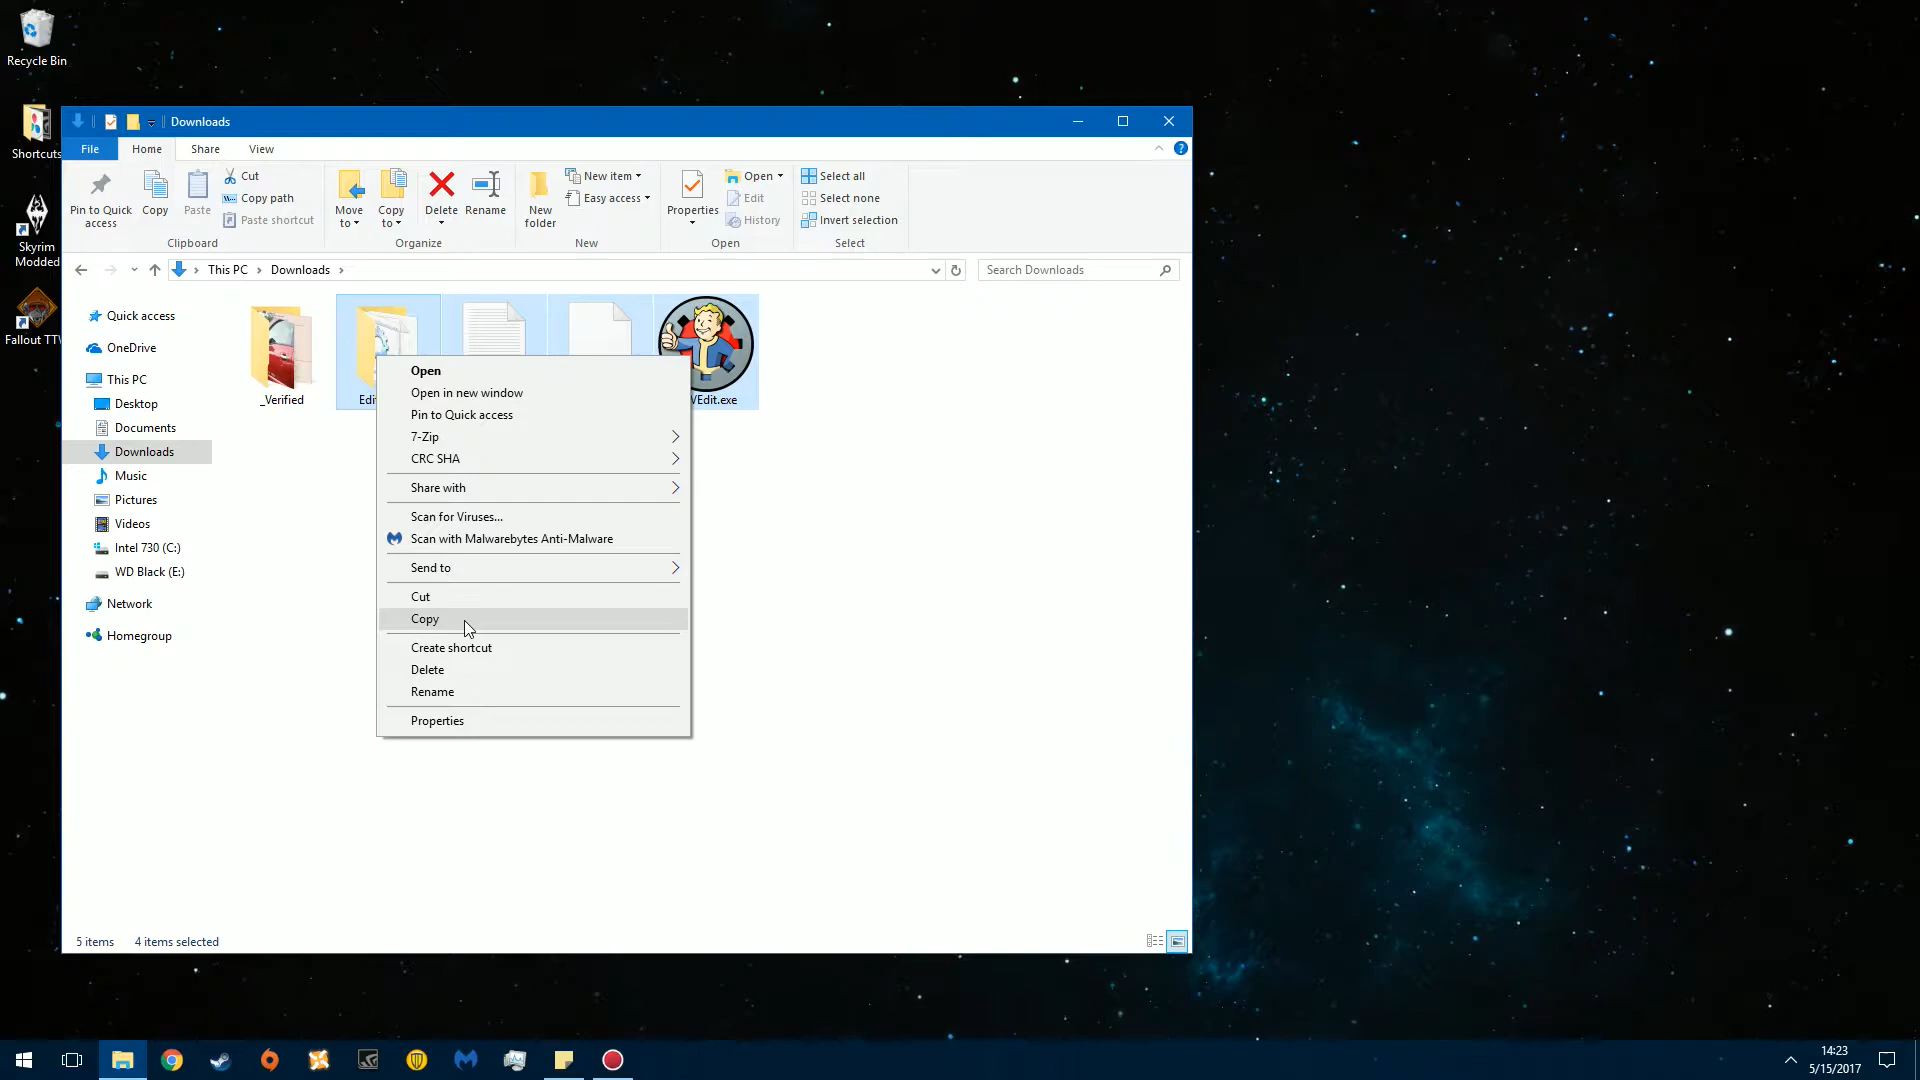 Recycle Bin
Shortcuts
Skyrim
Modded
Fallout TTW
Downloads
File
Home
Share
View
Pin to Quick
access
Copy
Paste
Cut
Copy path
Paste shortcut
Clipboard
Move
to
Copy
to
Delete
Rename
Organize
New
folder
New item
Easy access
New
Properties
Open
Edit
History
Open
Select all
Select none
Invert selection
Select
This PC
Downloads
Search Downloads
Quick access
OneDrive
This PC
Desktop
Documents
Downloads
Music
Pictures
Videos
Intel 730 (C:)
WD Black (E:)
Network
Homegroup
_Verified
Edi
VEdit.exe
Open
Open in new window
Pin to Quick access
7-Zip
CRC SHA
Share with
Scan for Viruses...
Scan with Malwarebytes Anti-Malware
Send to
Cut
Copy
Create shortcut
Delete
Rename
Properties
5 items
4 items selected
14:23
5/15/2017